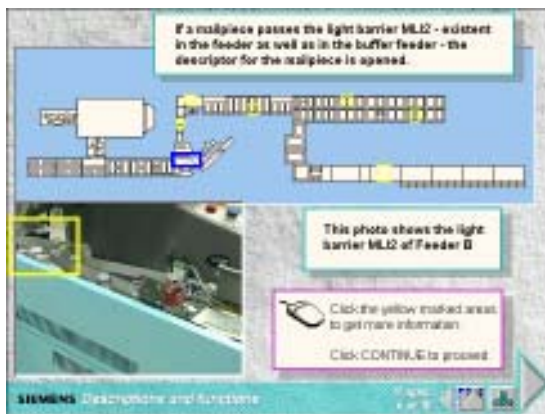 If a mailpiece passes the light barrier MLI2 - existent
in the feeder as well as in the buffer feeder - the
descriptor for the mailpiece is opened.
This photo shows the light
barrier MLI2 of Feeder B
Click the yellow marked areas
to get more information
Click CONTINUE to proceed
SIEMENS Descriptions and functions